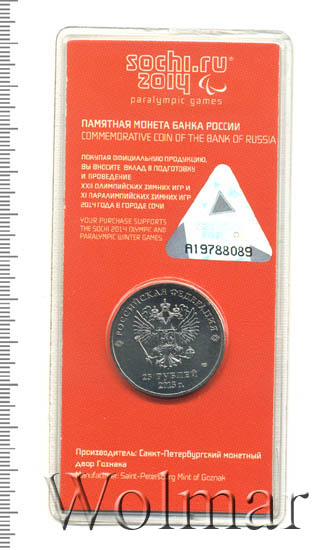 sochi.ru
2014
paralympic games
ПАМЯТНАЯ МОНЕТА БАНКА РОССИИ
COMMEMORATIVE COIN OF THE BANK OF RUSSIA
ПОКУПАЯ ОФИЦИАЛЬНУЮ ПРОДУКЦИЮ,
ВЫ ВНОСИТЕ ВКЛАД В ПОДГОТОВКУ
И ПРОВЕДЕНИЕ
XXII ОЛИМПИЙСКИХ ЗИМНИХ ИГР И
XI ПАРАЛИМПИЙСКИХ ЗИМНИХ ИГР
2014 ГОДА В ГОРОДЕ СОЧИ
YOUR PURCHASE SUPPORTS
THE SOCHI 2014 OLYMPIC AND
PARALYMPIC WINTER GAMES
A19788089
РОССИЙСКАЯ ФЕДЕРАЦИЯ
25 РУБЛЕЙ
2013 г.
Производитель: Санкт-Петербургский монетный
двор Гознака
Manufacturer: Saint-Petersburg Mint of Goznak
Wolmar